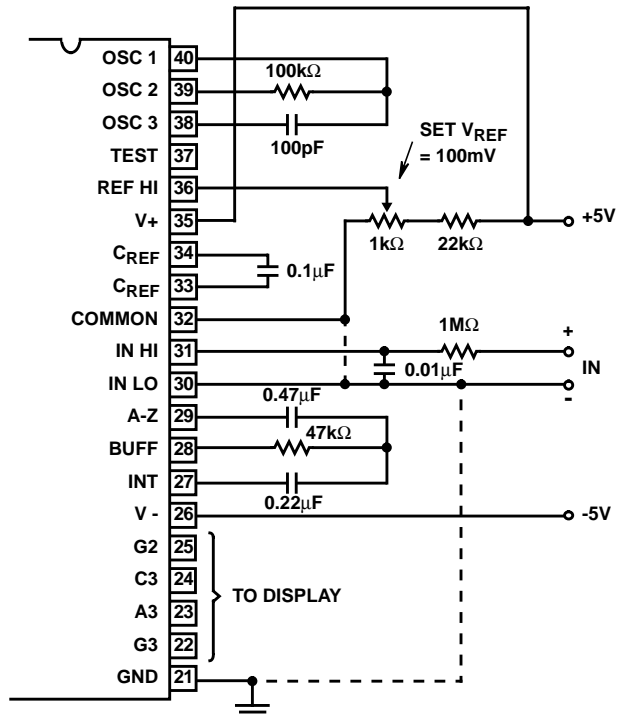 OSC 1 40
OSC 2 39
OSC 3 38
TEST 37
REF HI 36
V+ 35
CREF 34
CREF 33
COMMON 32
IN HI 31
IN LO 30
A-Z 29
BUFF 28
INT 27
V - 26
G2 25
C3 24
A3 23
G3 22
GND 21
100kΩ
100pF
SET VREF
= 100mV
+5V
1kΩ
22kΩ
0.1µF
1MΩ
+
IN
-
0.01µF
0.47µF
47kΩ
0.22µF
-5V
TO DISPLAY